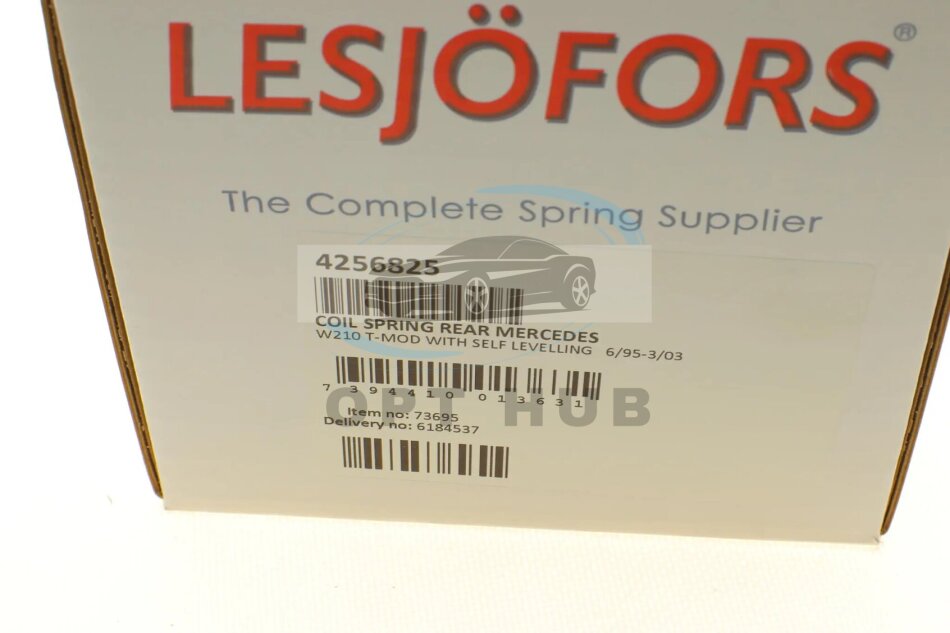 LESJÖFORS®
The Complete Spring Supplier
4256825
COIL SPRING REAR MERCEDES
W210 T-MOD WITH SELF LEVELLING 6/95-3/03
7 394410 013631
OPT HUB
Item no: 73695
Delivery no: 6184537